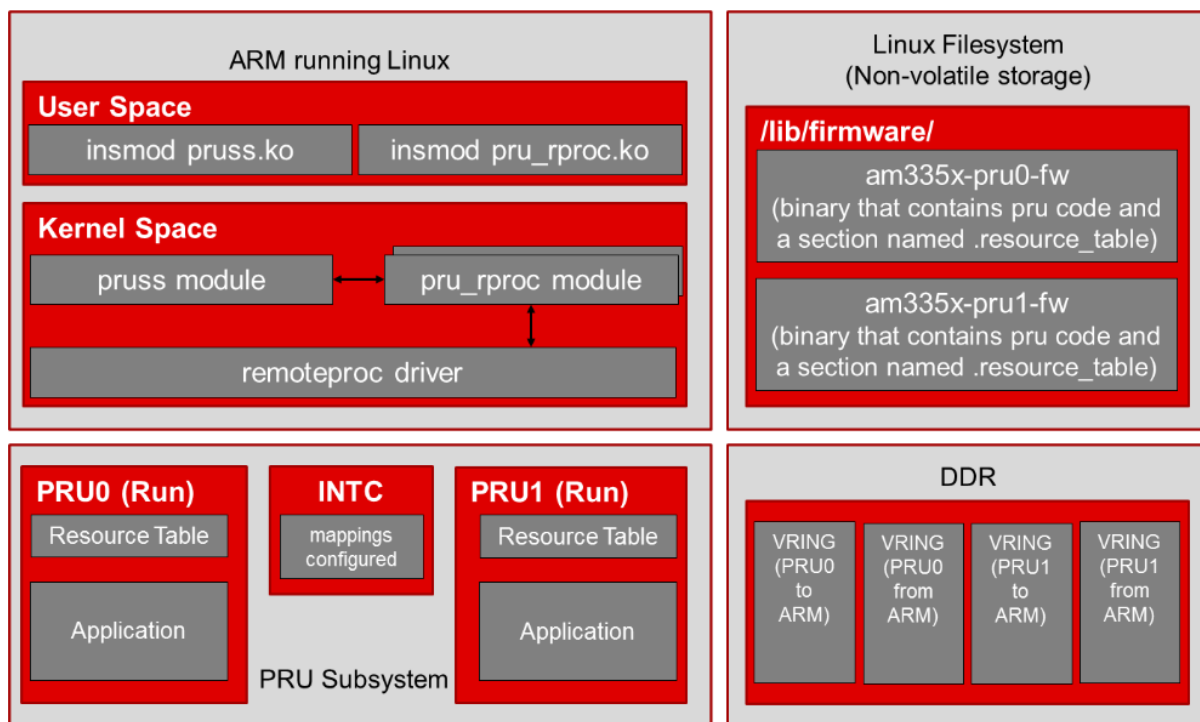 ARM running Linux
User Space
insmod pruss.ko
insmod pru_rproc.ko
Kernel Space
pruss module
pru_rproc module
remoteproc driver
Linux Filesystem
(Non-volatile storage)
/lib/firmware/
am335x-pru0-fw
(binary that contains pru code and
a section named .resource_table)
am335x-pru1-fw
(binary that contains pru code and
a section named .resource_table)
PRU0 (Run)
Resource Table
Application
INTC
mappings
configured
PRU1 (Run)
Resource Table
Application
PRU Subsystem
DDR
VRING
(PRU0
to
ARM)
VRING
(PRU0
from
ARM)
VRING
(PRU1
to
ARM)
VRING
(PRU1
from
ARM)